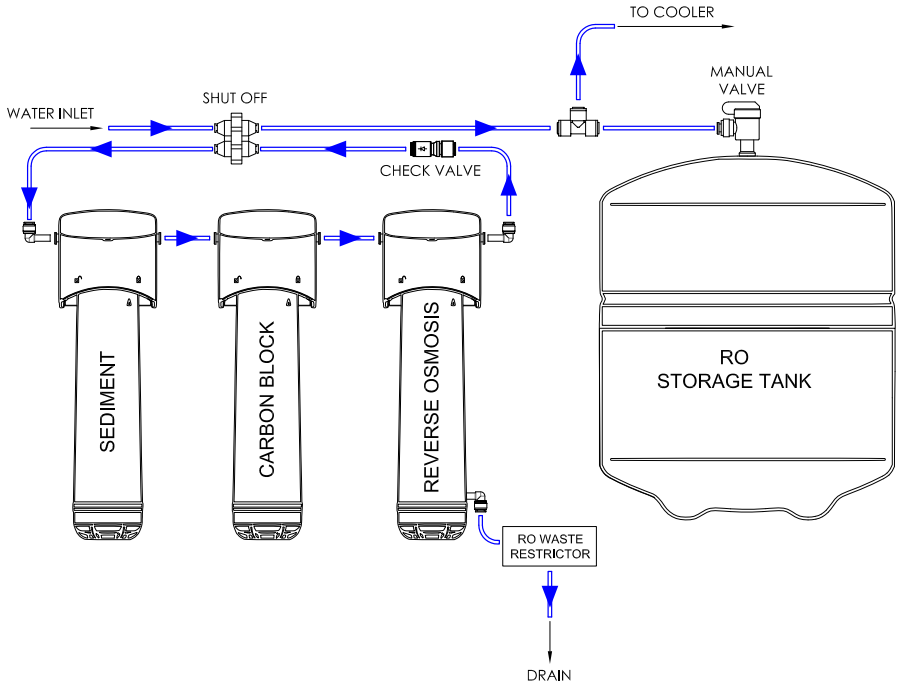 TO COOLER
MANUAL
VALVE
SHUT OFF
WATER INLET
CHECK VALVE
SEDIMENT
CARBON BLOCK
REVERSE OSMOSIS
RO
STORAGE TANK
RO WASTE
RESTRICTOR
DRAIN